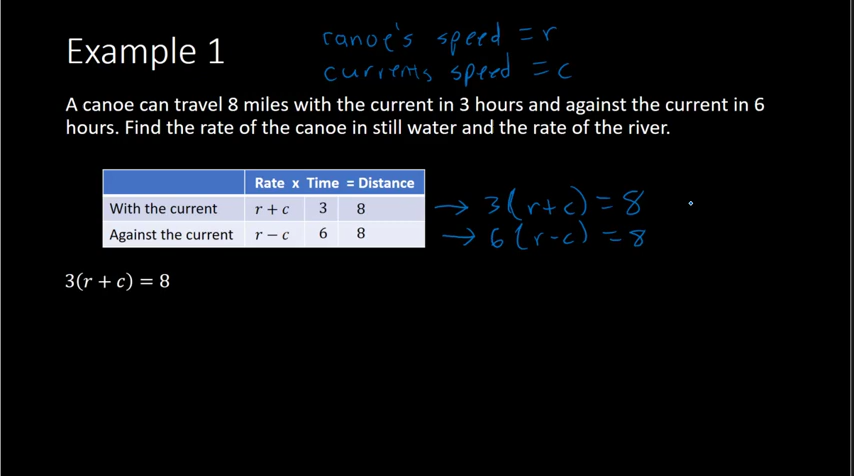 canoe's speed = r
Example 1
currents speed = c
A canoe can travel 8 miles with the current in 3 hours and against the current in 6
hours. Find the rate of the canoe in still water and the rate of the river.
Rate x Time = Distance
With the current r + c 3 8 → 3(r+c) = 8
Against the current r − c 6 8 → 6(r−c) = 8
3(r + c) = 8